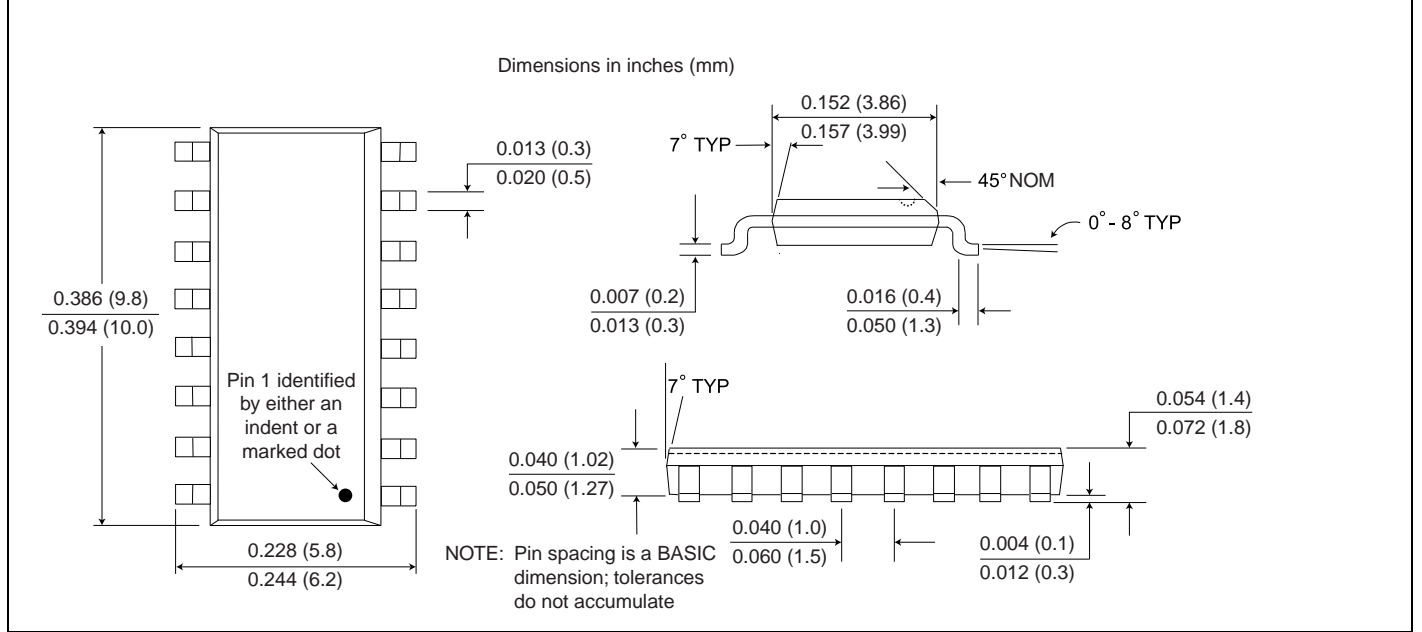 Dimensions in inches (mm)
0.386 (9.8)
0.394 (10.0)
0.013 (0.3)
0.020 (0.5)
Pin 1 identified
by either an
indent or a
marked dot
0.228 (5.8)
0.244 (6.2)
0.152 (3.86)
0.157 (3.99)
7° TYP
45° NOM
0° - 8° TYP
0.007 (0.2)
0.013 (0.3)
0.016 (0.4)
0.050 (1.3)
7° TYP
0.054 (1.4)
0.072 (1.8)
0.040 (1.02)
0.050 (1.27)
0.040 (1.0)
0.060 (1.5)
0.004 (0.1)
0.012 (0.3)
NOTE: Pin spacing is a BASIC
dimension; tolerances
do not accumulate